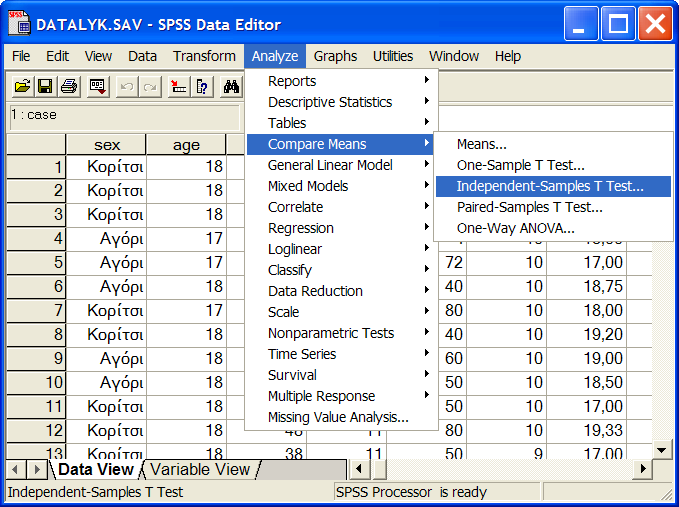 DATALYK.SAV - SPSS Data Editor
File Edit View Data Transform Analyze Graphs Utilities Window Help
1 : case
Reports
Descriptive Statistics
Tables
Compare Means
General Linear Model
Mixed Models
Correlate
Regression
Loglinear
Classify
Data Reduction
Scale
Nonparametric Tests
Time Series
Survival
Multiple Response
Missing Value Analysis...
Means...
One-Sample T Test...
Independent-Samples T Test...
Paired-Samples T Test...
One-Way ANOVA...
sex age
1 Κορίτσι 18
2 Κορίτσι 18
3 Κορίτσι 18
4 Αγόρι 17
5 Αγόρι 17 72 10 17,00
6 Αγόρι 18 40 10 18,75
7 Κορίτσι 17 80 10 18,00
8 Κορίτσι 18 40 10 19,20
9 Αγόρι 18 60 10 19,00
10 Αγόρι 18 50 10 18,50
11 Κορίτσι 18 50 10 17,00
12 Κορίτσι 18 11 80 10 19,33
13 Κορίτσι 18 38 11 50 9 17,00
Data View Variable View
Independent-Samples T Test SPSS Processor is ready